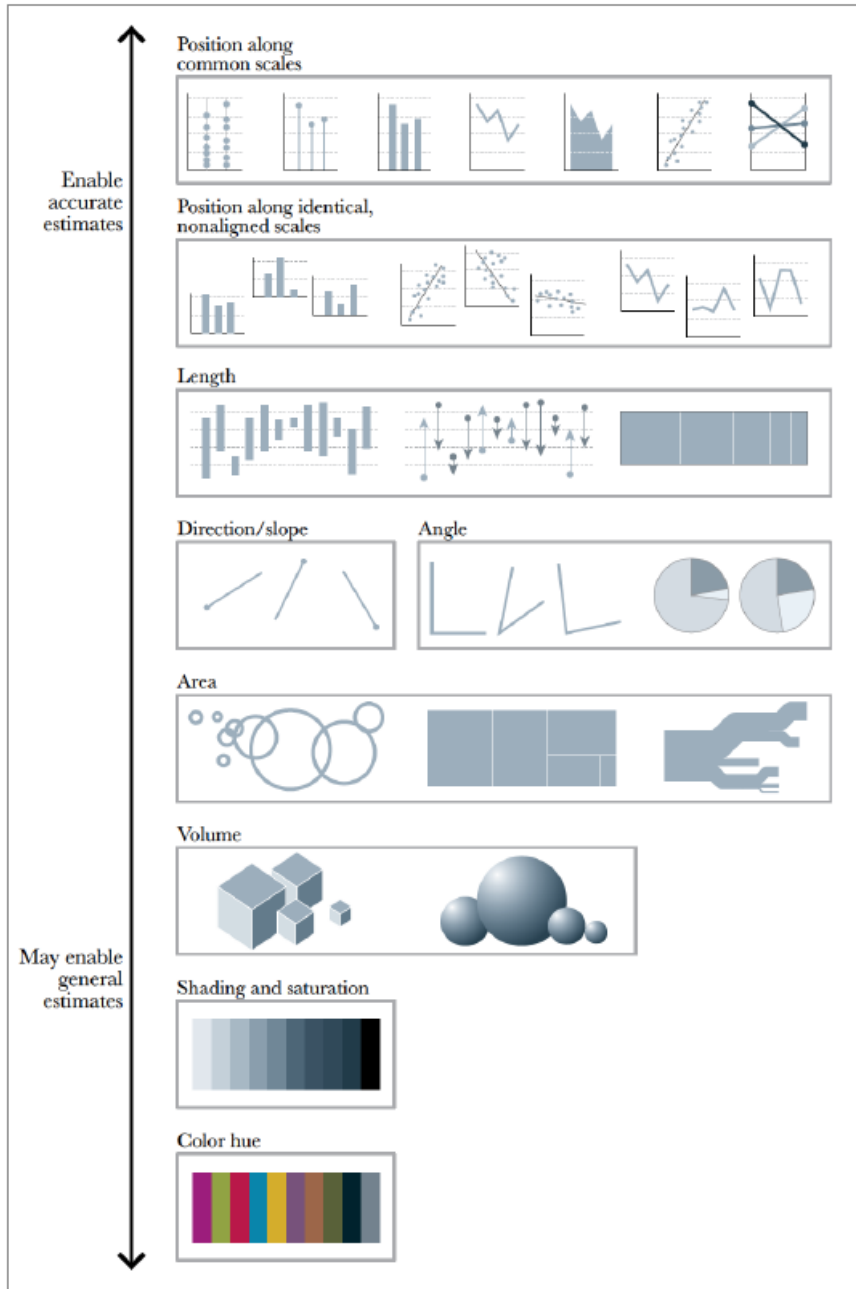 Position along
common scales
Enable
accurate
estimates
Position along identical,
nonaligned scales
Length
Direction/slope
Angle
Area
Volume
May enable
general
estimates
Shading and saturation
Color hue